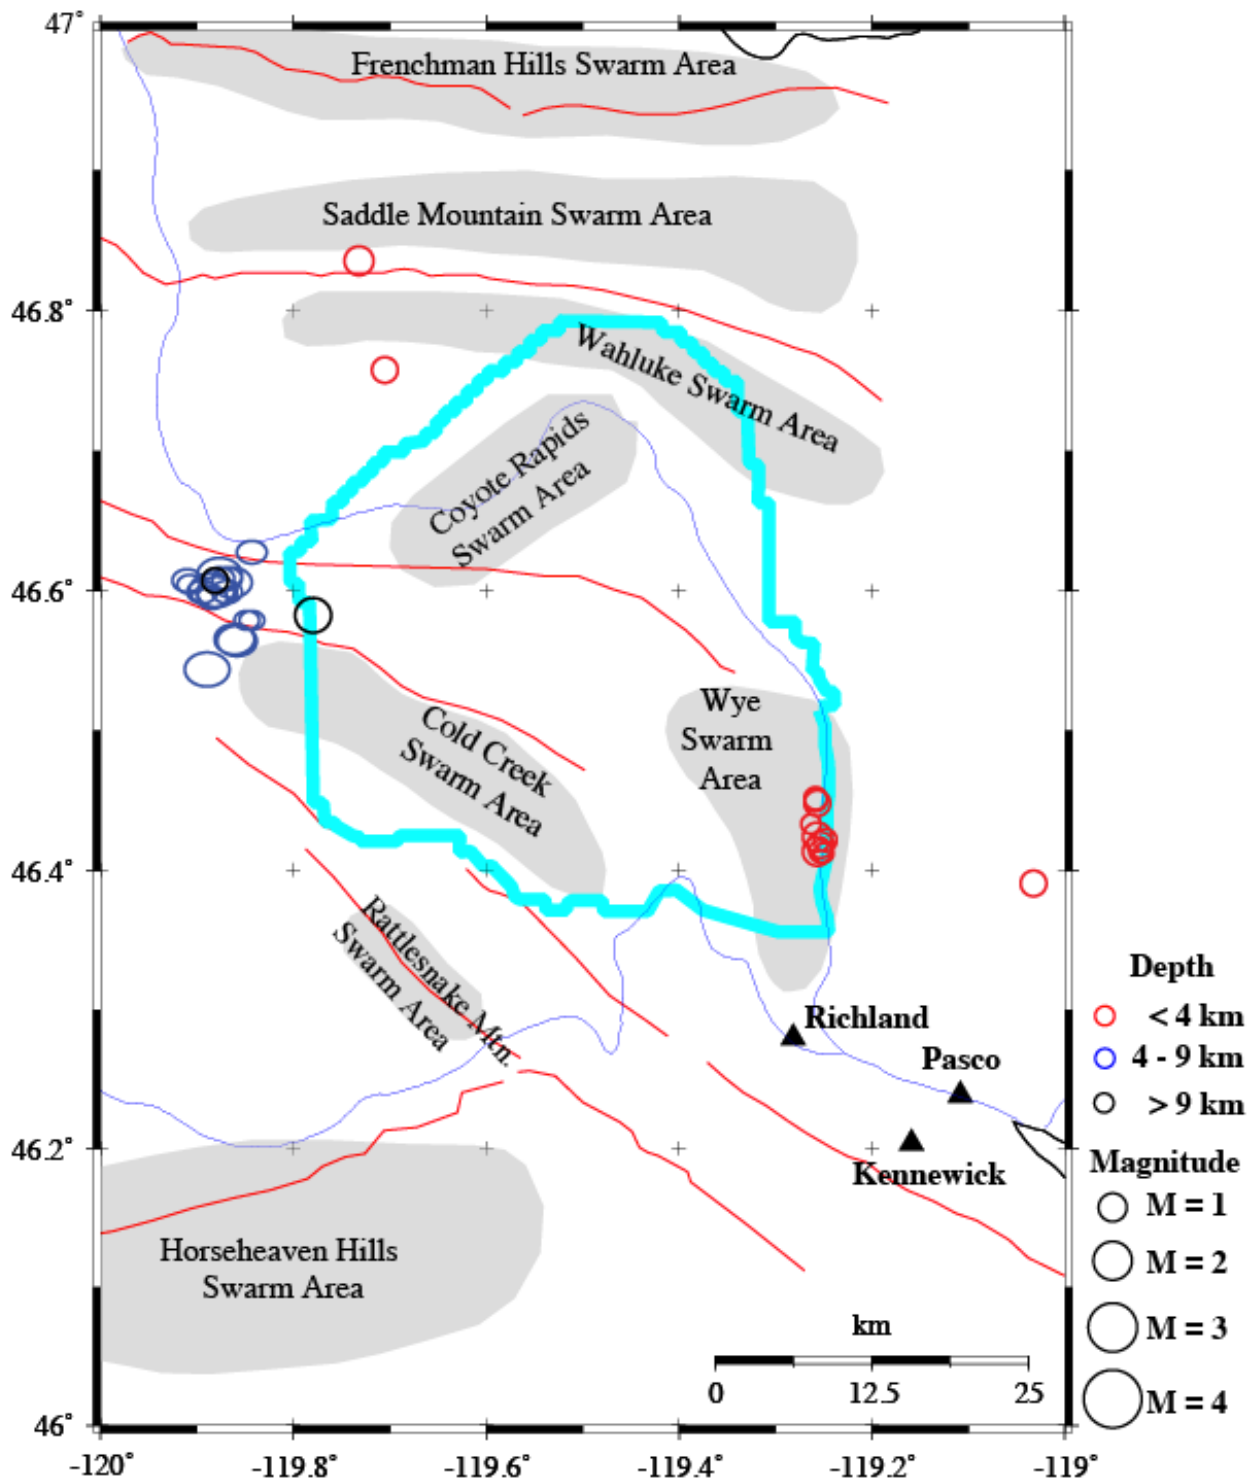 47°
Frenchman Hills Swarm Area
Saddle Mountain Swarm Area
46.8°
Wahluke Swarm Area
Coyote Rapids
Swarm Area
46.6°
Wye
Swarm
Area
Cold Creek
Swarm Area
46.4°
Rattlesnake Mtn.
Swarm Area
Depth
< 4 km
4 - 9 km
> 9 km
Richland
Pasco
Kennewick
46.2°
Magnitude
M = 1
M = 2
M = 3
M = 4
Horseheaven Hills
Swarm Area
km
0 12.5 25
46°
-120° -119.8° -119.6° -119.4° -119.2° -119°